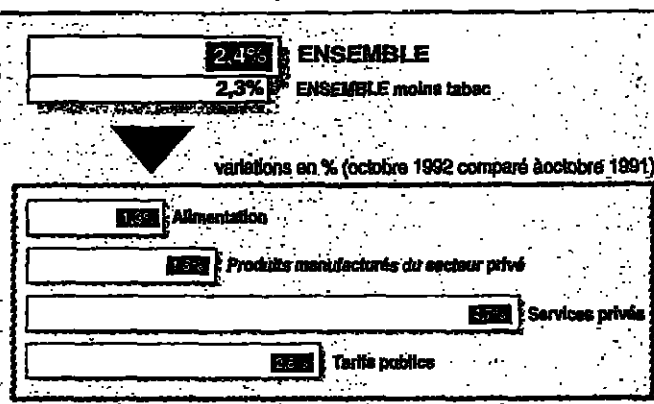 2,4% ENSEMBLE
2,3% ENSEMBLE moins tabac
variations en % (octobre 1992 comparé àoctobre 1991)
Alimentation
Produits manufacturés du secteur privé
Services privés
Tarifs publics